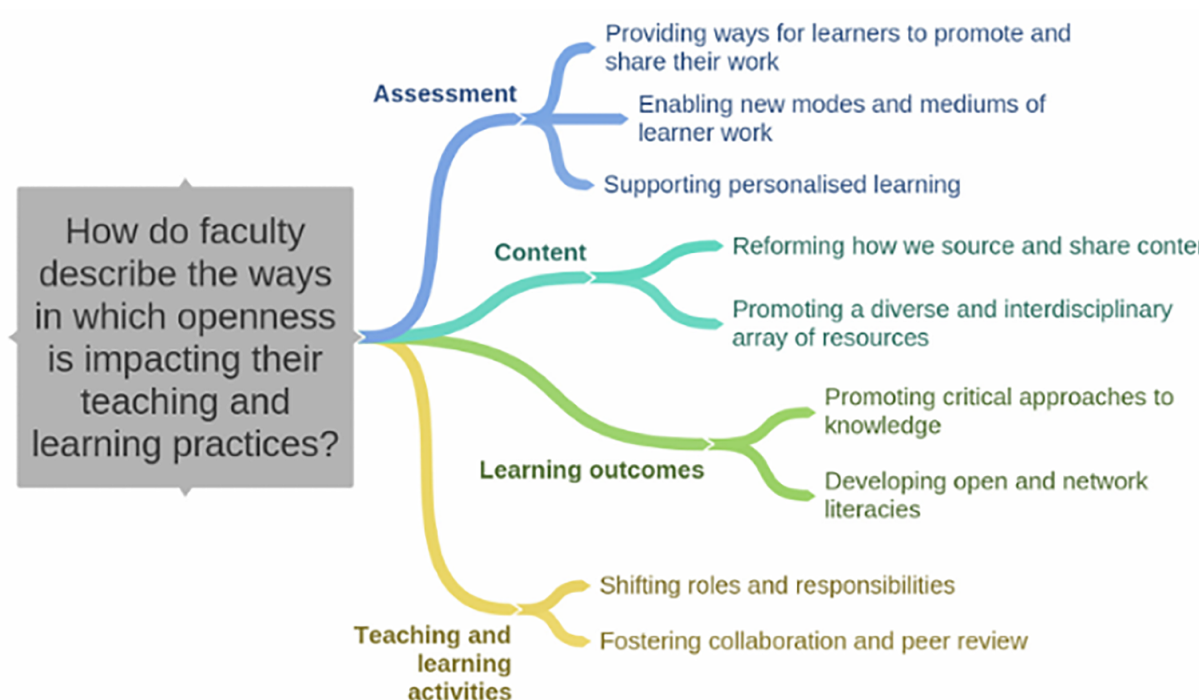 How do faculty
describe the ways
in which openness
is impacting their
teaching and
learning practices?
Assessment
Providing ways for learners to promote and
share their work
Enabling new modes and mediums of
learner work
Supporting personalised learning
Content
Reforming how we source and share
Promoting a diverse and interdisciplinary
array of resources
Learning outcomes
Promoting critical approaches to
knowledge
Developing open and network
literacies
Teaching and
learning
activities
Shifting roles and responsibilities
Fostering collaboration and peer review